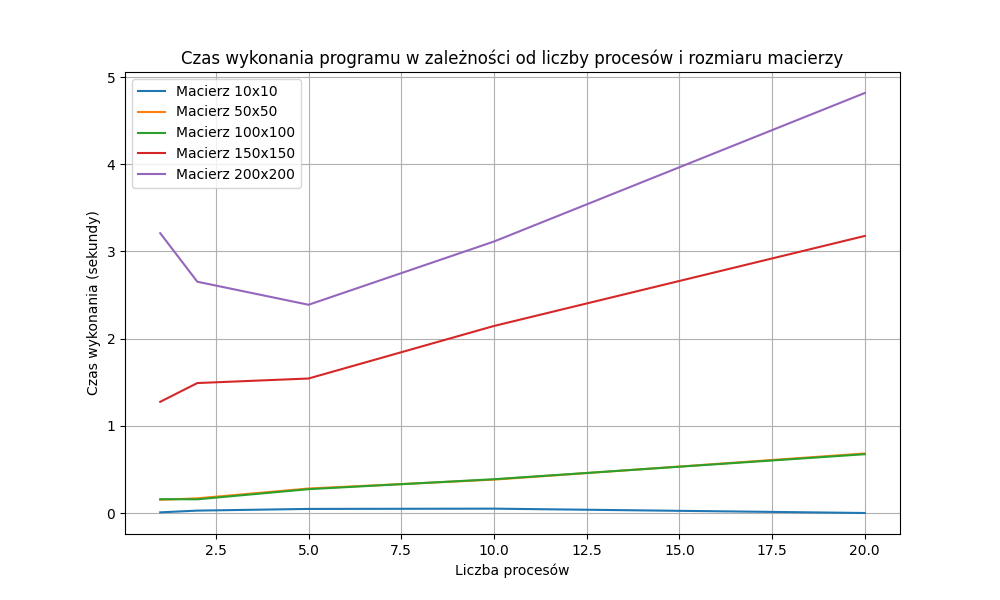 Czas wykonania programu w zależności od liczby procesów i rozmiaru macierzy
Macierz 10x10
Macierz 50x50
Macierz 100x100
Macierz 150x150
Macierz 200x200
Czas wykonania (sekundy)
5
4
3
2
1
0
2.5 5.0 7.5 10.0 12.5 15.0 17.5 20.0
Liczba procesów